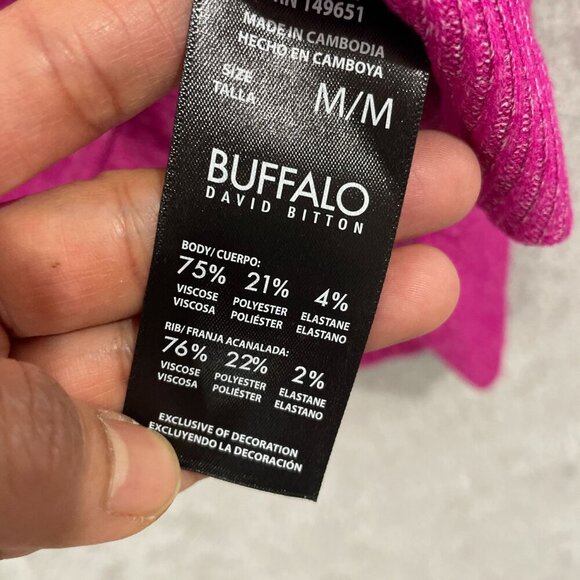 RN 149651
MADE IN CAMBODIA
HECHO EN CAMBOYA
SIZE
TALLA M/M
BUFFALO
DAVID BITTON
BODY/ CUERPO:
75% 21% 4%
VISCOSE POLYESTER ELASTANE
VISCOSA POLIÉSTER ELASTANO
RIB/ FRANJA ACANALADA:
76% 22% 2%
VISCOSE POLYESTER ELASTANE
VISCOSA POLIÉSTER ELASTANO
EXCLUSIVE OF DECORATION
EXCLUYENDO LA DECORACIÓN